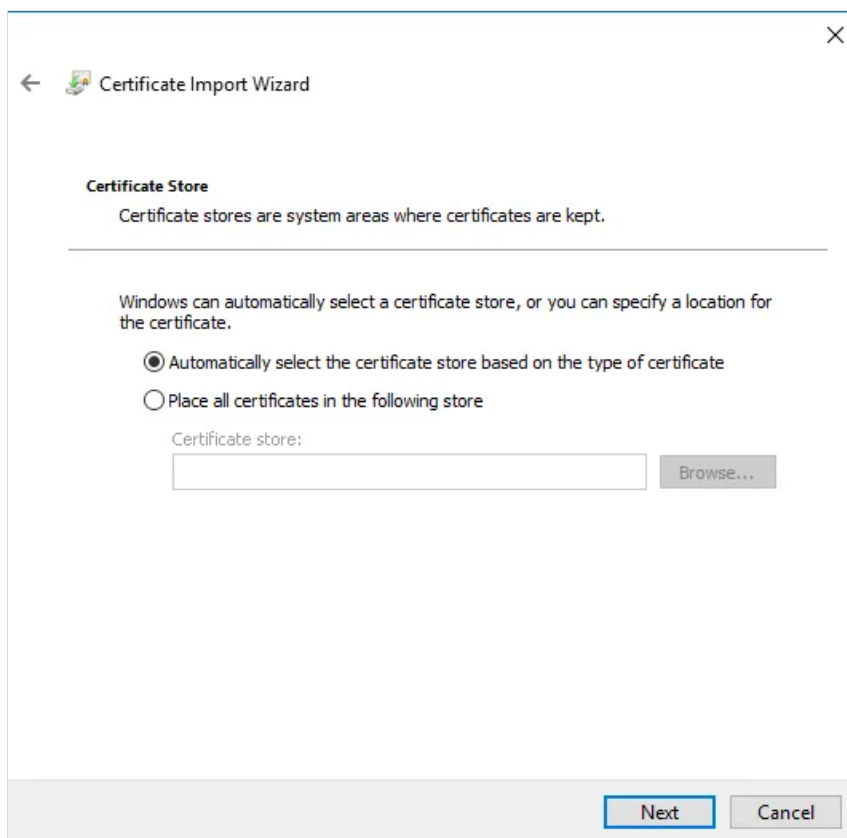 Certificate Import Wizard
Certificate Store
Certificate stores are system areas where certificates are kept.
Windows can automatically select a certificate store, or you can specify a location for
the certificate.
Automatically select the certificate store based on the type of certificate
Place all certificates in the following store
Certificate store:
Browse...
Next
Cancel